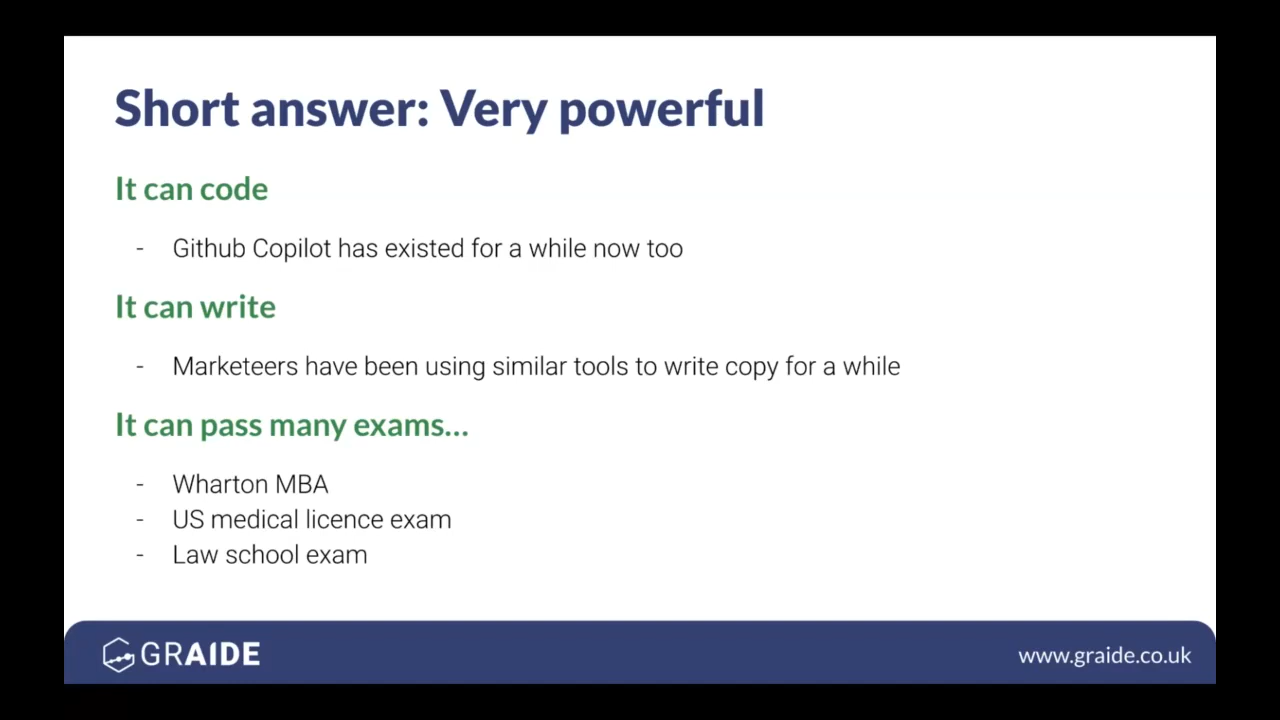 Short answer: Very powerful
It can code
- Github Copilot has existed for a while now too
It can write
- Marketeers have been using similar tools to write copy for a while
It can pass many exams...
- Wharton MBA
- US medical licence exam
- Law school exam
GRAIDE
www.graide.co.uk